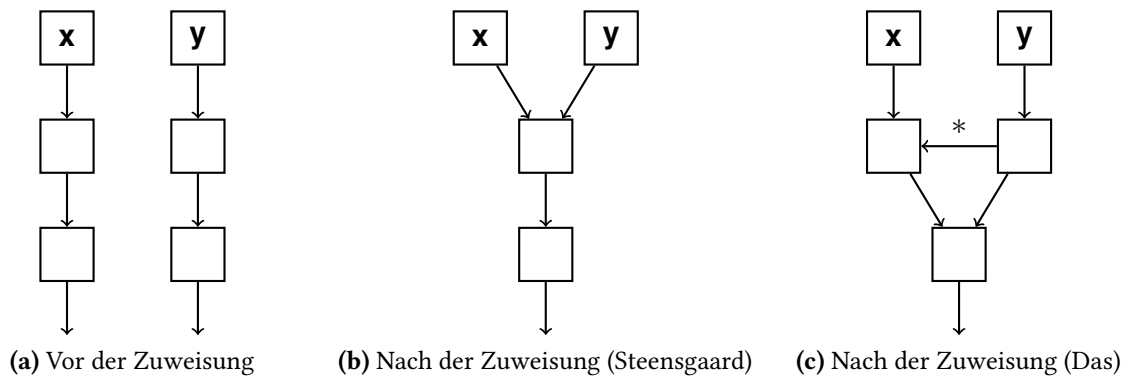 x y x y x y
*
(a) Vor der Zuweisung (b) Nach der Zuweisung (Steensgaard) (c) Nach der Zuweisung (Das)